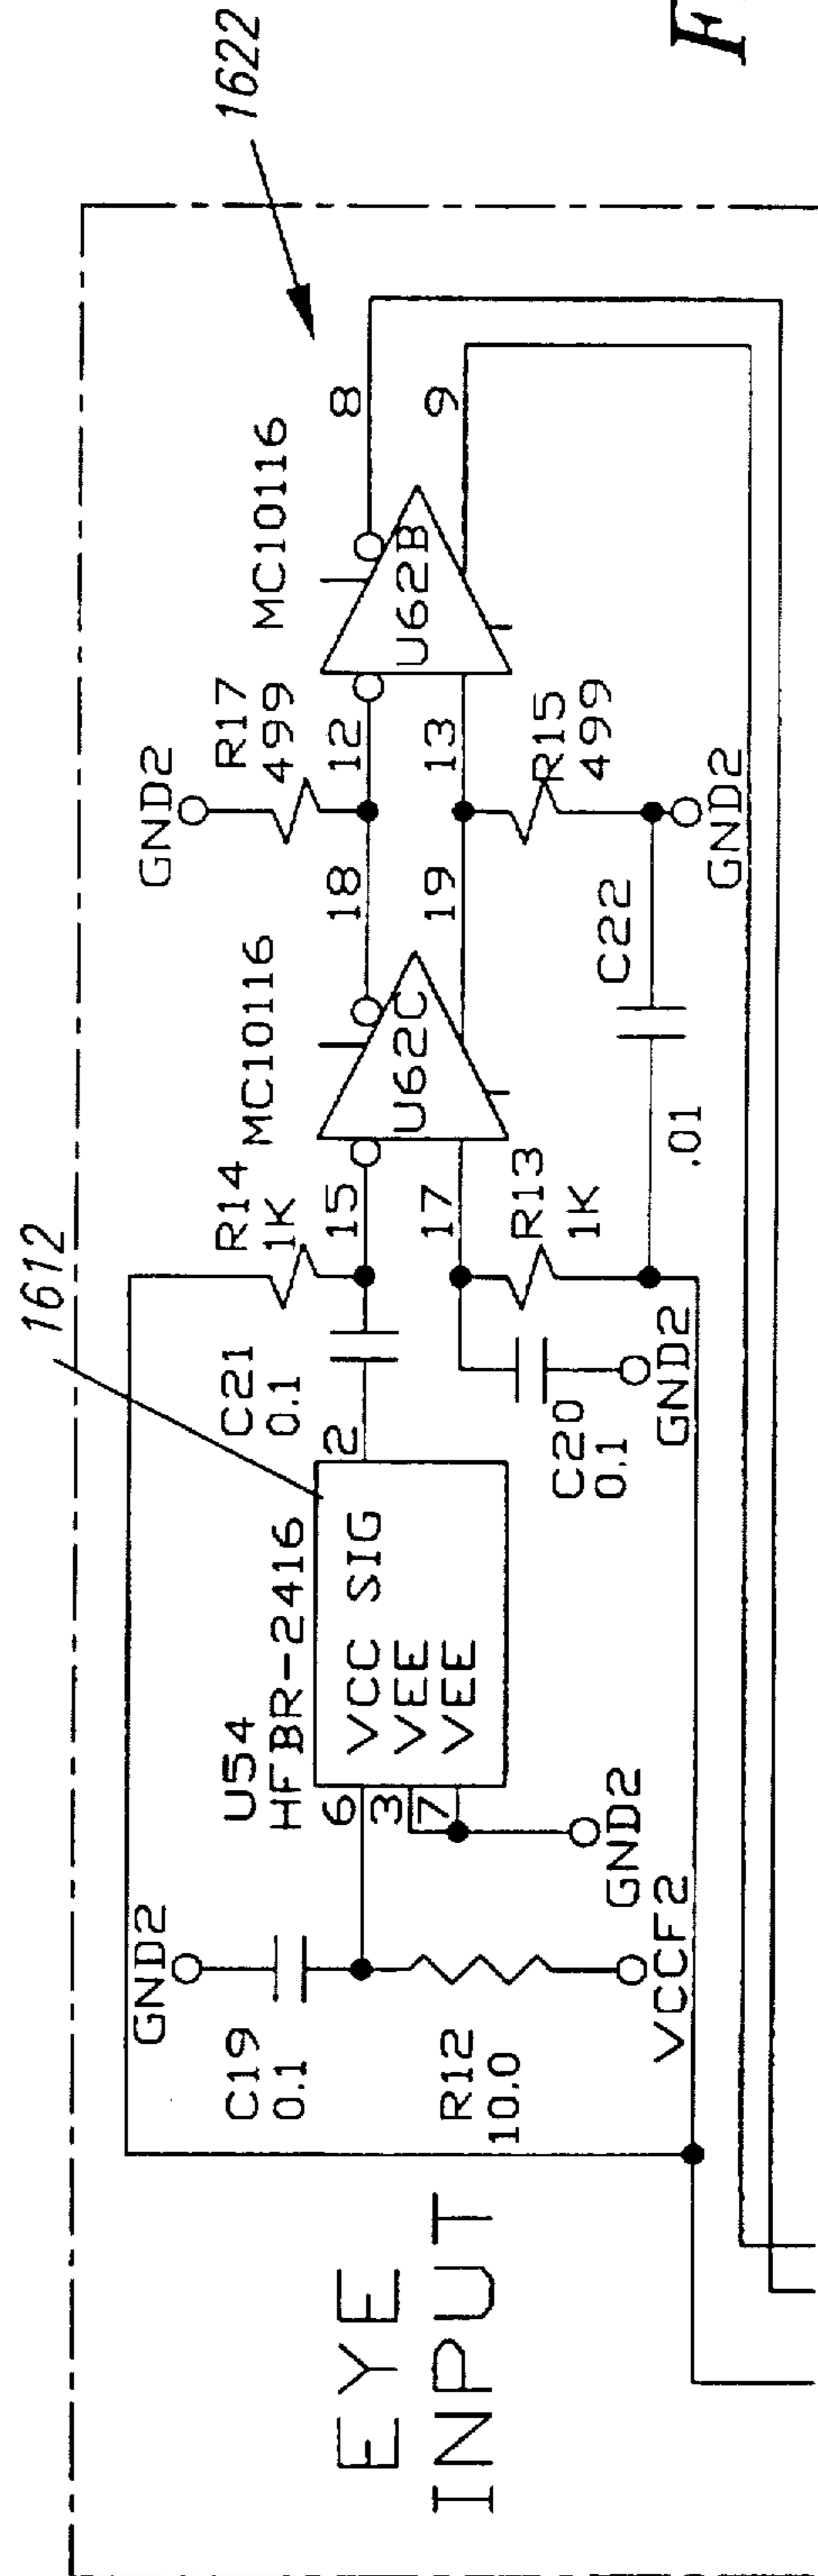 1622
F
1612
EYE
INPUT
GND2
C19
0.1
R12
10.0
VCCF2
U54
HFBR-2416
6
3
7
VCC SIG
VEE
VEE
2
GND2
C21
0.1
C20
0.1
GND2
R14
1K
15
17
R13
1K
MC10116
U62C
18
19
.01
C22
GND2
R17
499
12
13
R15
499
GND2
MC10116
U62B
8
9